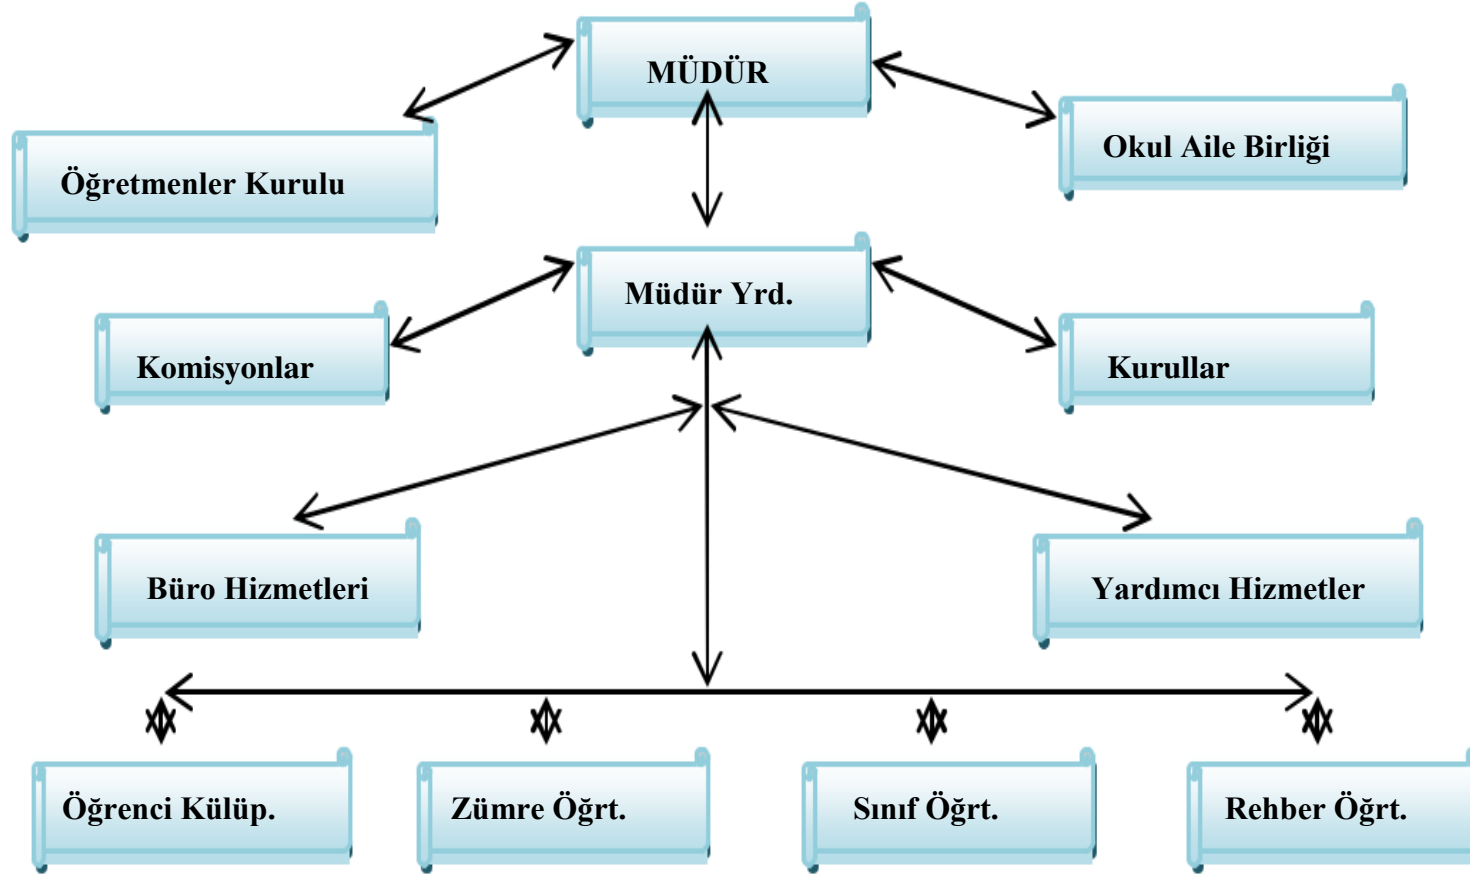 MÜDÜR
Okul Aile Birliği
Öğretmenler Kurulu
Müdür Yrd.
Komisyonlar
Kurullar
Büro Hizmetleri
Yardımcı Hizmetler
Öğrenci Külüp.
Zümre Öğrt.
Sınıf Öğrt.
Rehber Öğrt.